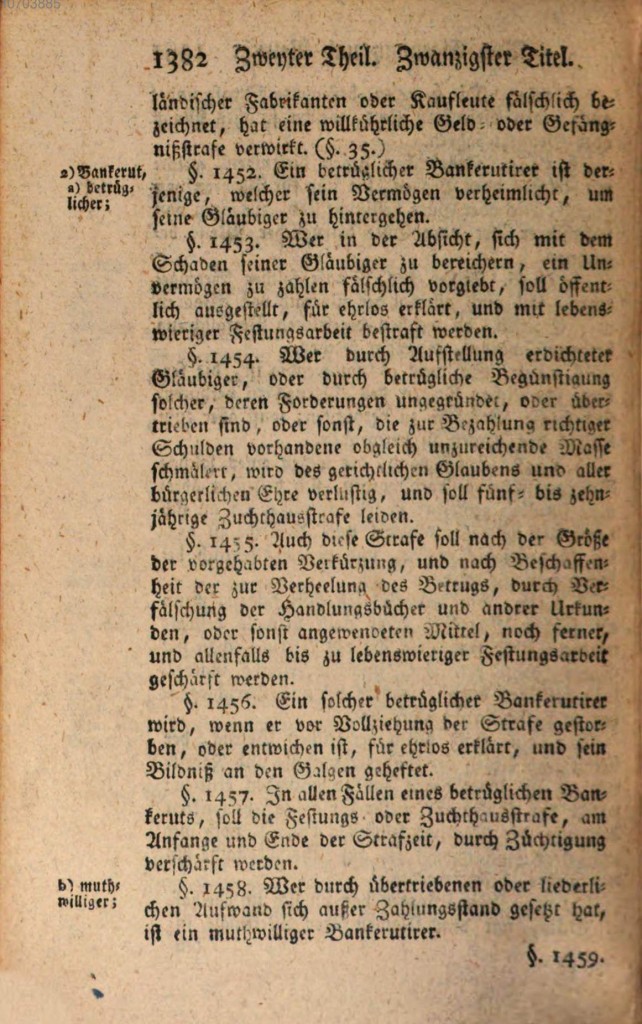 10703885
1382 Zweyter Theil. Zwanzigster Titel.
ländischer Fabrikanten oder Kaufleute fälschlich be-
zeichnet, hat eine willkührliche Geld- oder Gefäng-
nißstrafe verwirkt. (§. 35.)
2) Bankerut,
a) betrüg-
licher;
§. 1452. Ein betrüglicher Bankerutirer ist der-
jenige, welcher sein Vermögen verheimlicht, um
seine Gläubiger zu hintergehen.
§. 1453. Wer in der Absicht, sich mit dem
Schaden seiner Gläubiger zu bereichern, ein Un-
vermögen zu zahlen fälschlich vorgiebt, soll öffent-
lich ausgestellt, für ehrlos erklärt, und mit lebens-
wieriger Festungsarbeit bestraft werden.
§. 1454. Wer durch Aufstellung erdichteter
Gläubiger, oder durch betrügliche Begünstigung
solcher, deren Forderungen ungegründet, oder über-
trieben sind, oder sonst, die zur Bezahlung richtiger
Schulden vorhandene obgleich unzureichende Masse
schmälert, wird des gerichtlichen Glaubens und aller
bürgerlichen Ehre verlustig, und soll fünf- bis zehn-
jährige Zuchthausstrafe leiden.
§. 1455. Auch diese Strafe soll nach der Größe
der vorgehabten Verkürzung, und nach Beschaffen-
heit der zur Verheelung des Betrugs, durch Ver-
fälschung der Handlungsbücher und andrer Urkun-
den, oder sonst angewendeten Mittel, noch ferner,
und allenfalls bis zu lebenswieriger Festungsarbeit
geschärft werden.
§. 1456. Ein solcher betrüglicher Bankerutirer
wird, wenn er vor Vollziehung der Strafe gestor-
ben, oder entwichen ist, für ehrlos erklärt, und sein
Bildniß an den Galgen geheftet.
§. 1457. In allen Fällen eines betrüglichen Ban-
keruts, soll die Festungs- oder Zuchthausstrafe, am
Anfange und Ende der Strafzeit, durch Züchtigung
verschärft werden.
b) muth-
williger;
§. 1458. Wer durch übertriebenen oder liederli-
chen Aufwand sich außer Zahlungsstand gesetzt hat,
ist ein muthwilliger Bankerutirer.
§. 1459.